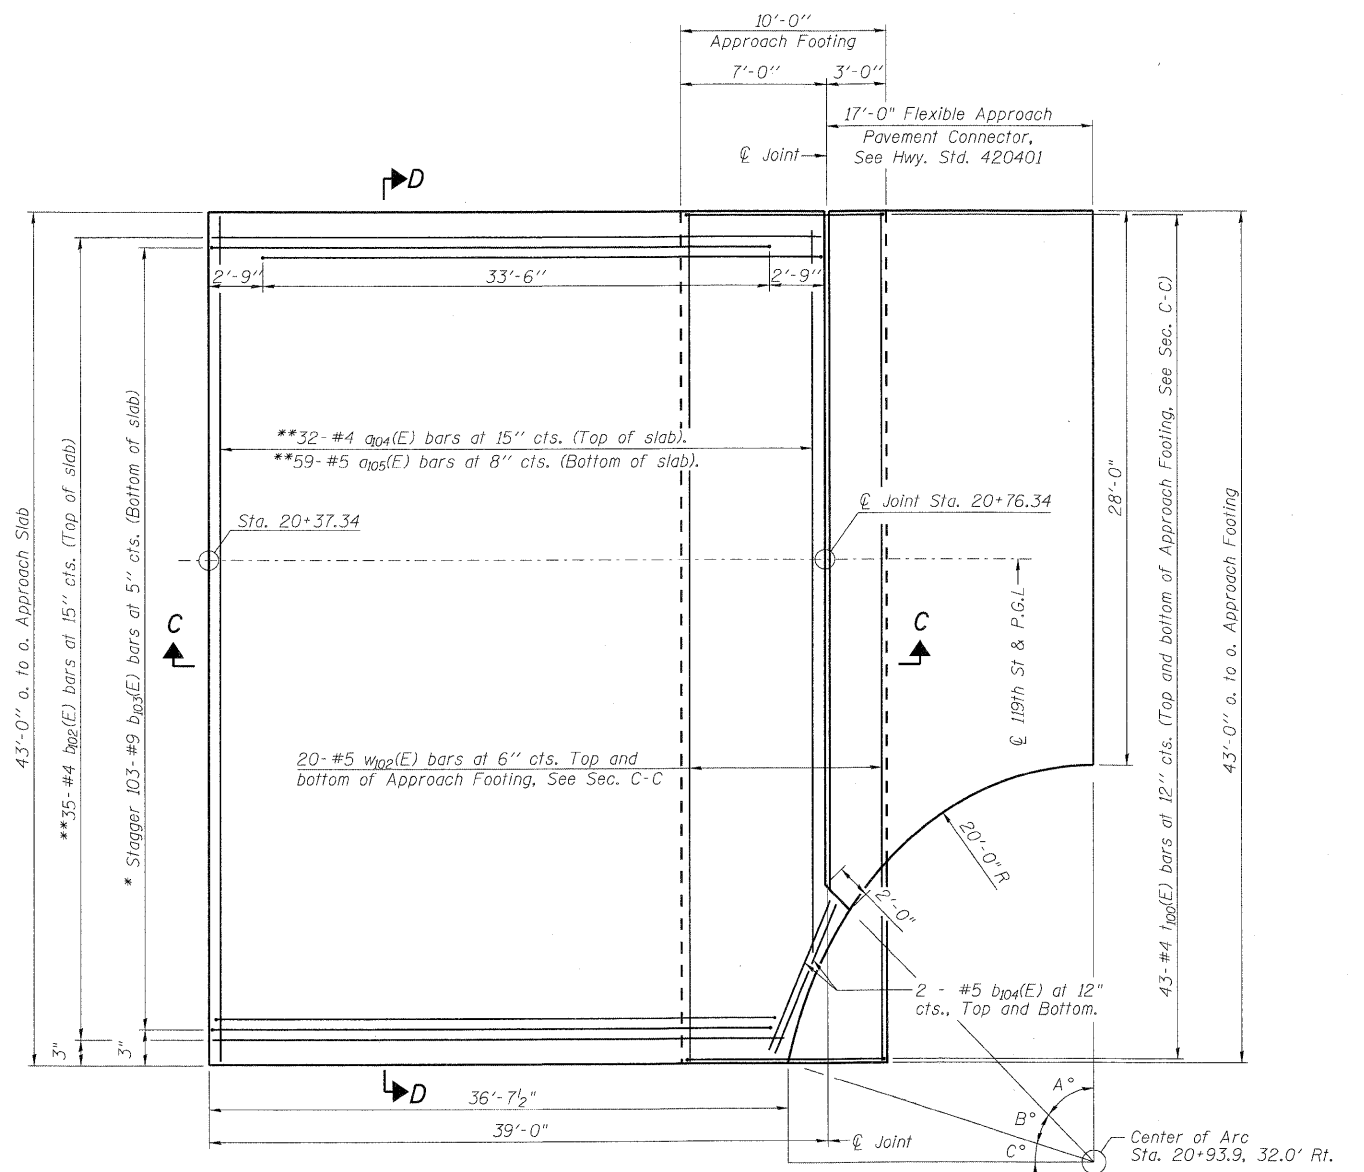 10'-0"
Approach Footing
7'-0"
3'-0"
17'-0" Flexible Approach
Pavement Connector,
See Hwy. Std. 420401
℄ Joint
D
2'-9"
33'-6"
2'-9"
**32-#4 a104(E) bars at 15" cts. (Top of slab).
**59-#5 a105(E) bars at 8" cts. (Bottom of slab).
Sta. 20+37.34
℄ Joint Sta. 20+76.34
43'-0" o. to o. Approach Slab
**35-#4 b102(E) bars at 15" cts. (Top of slab)
* Stagger 103-#9 b103(E) bars at 5" cts. (Bottom of slab)
28'-0"
43-#4 t100(E) bars at 12" cts. (Top and bottom of Approach Footing, See Sec. C-C)
43'-0" o. to o. Approach Footing
C
C
℄ 119th St & P.G.L
20-#5 w102(E) bars at 6" cts. Top and
bottom of Approach Footing, See Sec. C-C
20'-0" R
2'-0"
2 - #5 b104(E) at 12"
cts., Top and Bottom.
3"
3"
D
36'-7½"
39'-0"
℄ Joint
A°
B°
C°
Center of Arc
Sta. 20+93.9, 32.0' Rt.